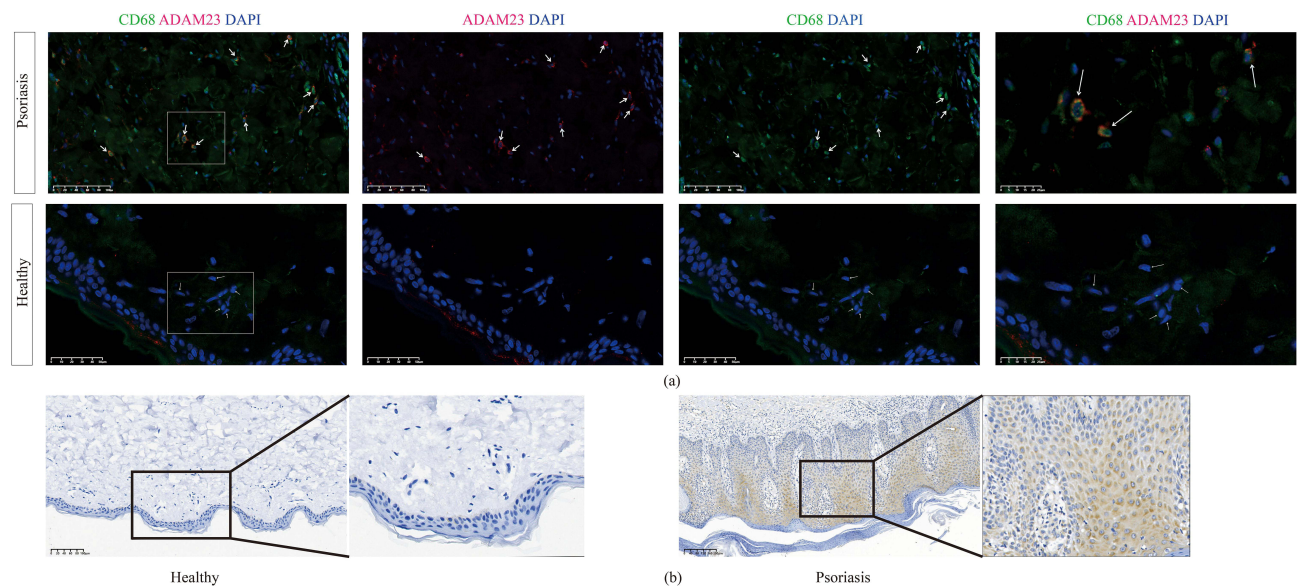 CD68 ADAM23 DAPI
ADAM23 DAPI
CD68 DAPI
CD68 ADAM23 DAPI
Psoriasis
Healthy
(a)
Healthy
(b)
Psoriasis